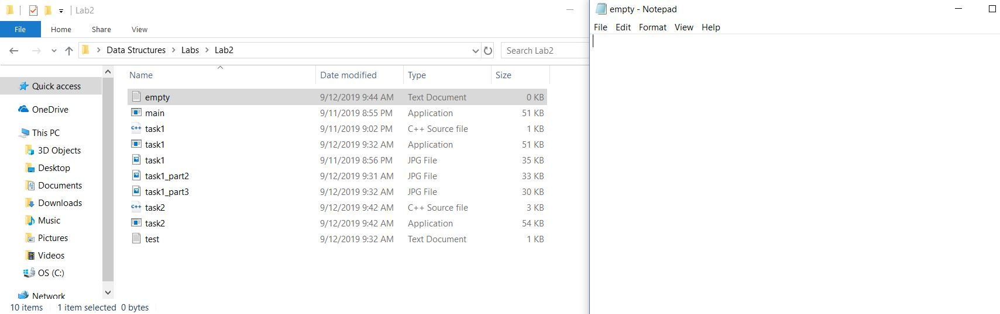 Lab2
File Home Share View
Data Structures Labs Lab2
Search Lab2
Quick access
OneDrive
This PC
3D Objects
Desktop
Documents
Downloads
Music
Pictures
Videos
OS (C:)
Network
Name Date modified Type Size
empty 9/12/2019 9:44 AM Text Document 0 KB
main 9/11/2019 8:55 PM Application 51 KB
task1 9/11/2019 9:02 PM C++ Source file 1 KB
task1 9/12/2019 9:32 AM Application 51 KB
task1 9/11/2019 8:56 PM JPG File 35 KB
task1_part2 9/12/2019 9:31 AM JPG File 33 KB
task1_part3 9/12/2019 9:32 AM JPG File 30 KB
task2 9/12/2019 9:42 AM C++ Source file 3 KB
task2 9/12/2019 9:42 AM Application 54 KB
test 9/12/2019 9:32 AM Text Document 1 KB
10 items 1 item selected 0 bytes
empty - Notepad
File Edit Format View Help